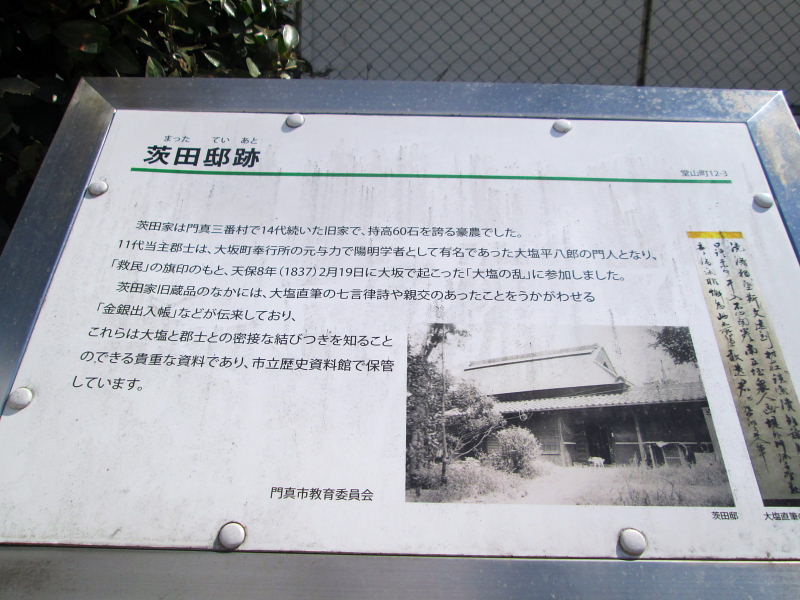 まった てい あと
茨田邸跡
堂山町12-3
茨田家は門真三番村で14代続いた旧家で、持高60石を誇る豪農でした。
11代当主郡士は、大坂町奉行所の元与力で陽明学者として有名であった大塩平八郎の門人となり、
「救民」の旗印のもと、天保8年(1837)2月19日に大坂で起こった「大塩の乱」に参加しました。
茨田家旧蔵品のなかには、大塩直筆の七言律詩や親交のあったことをうかがわせる
「金銀出入帳」などが伝来しており、
これらは大塩と郡士との密接な結びつきを知ること
のできる貴重な資料であり、市立歴史資料館で保管
しています。
門真市教育委員会
茨田邸
大塩直筆の